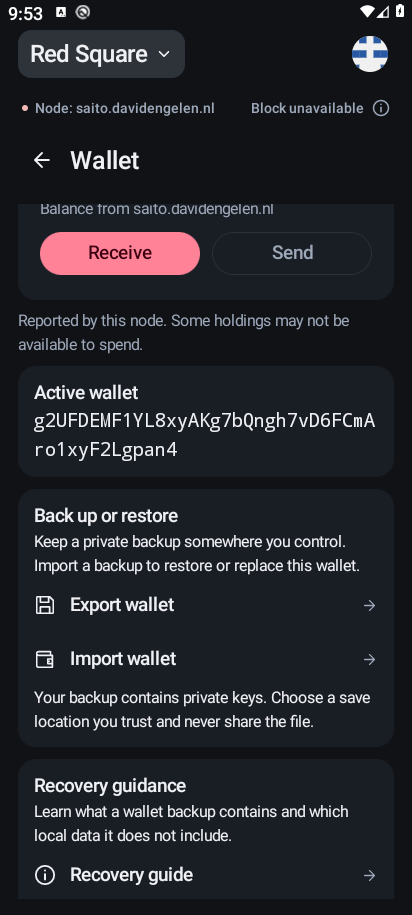 9:53
Red Square
Node: saito.davidengelen.nl
Block unavailable
Wallet
Balance from saito.davidengelen.nl
Receive
Send
Reported by this node. Some holdings may not be
available to spend.
Active wallet
g2UFDEMF1YL8xyAKg7bQngh7vD6FCmA
ro1xyF2Lgpan4
Back up or restore
Keep a private backup somewhere you control.
Import a backup to restore or replace this wallet.
Export wallet
Import wallet
Your backup contains private keys. Choose a save
location you trust and never share the file.
Recovery guidance
Learn what a wallet backup contains and which
local data it does not include.
Recovery guide